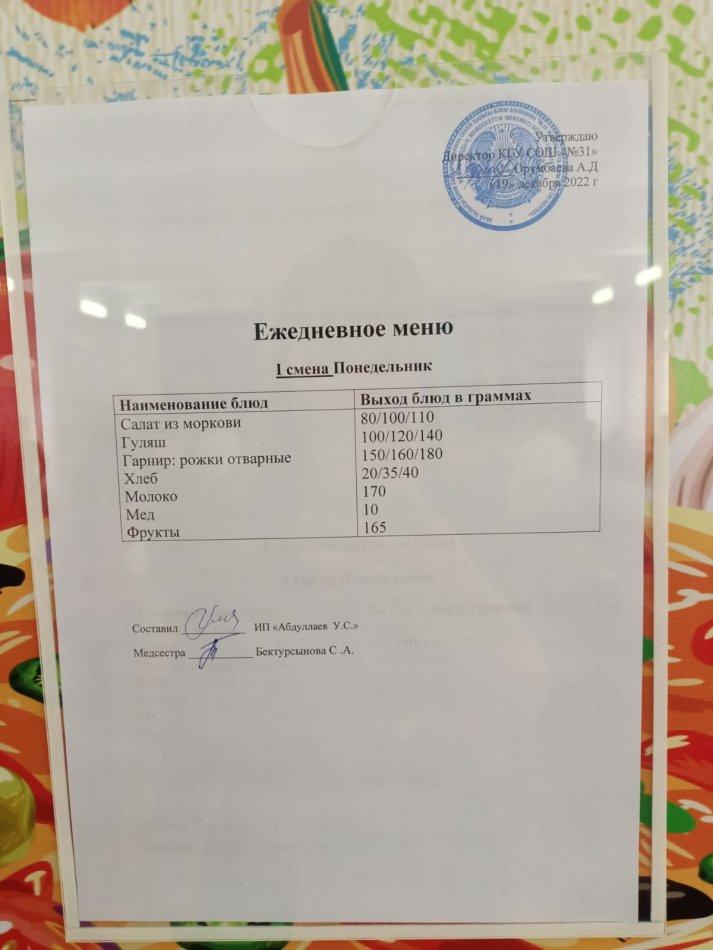 Утверждаю
Директор КГУ СОШ «№31»
Орумбаева А.Д
«19» декабря 2022 г
Ежедневное меню
I смена Понедельник
Наименование блюд Выход блюд в граммах
Салат из моркови 80/100/110
Гуляш 100/120/140
Гарнир: рожки отварные 150/160/180
Хлеб 20/35/40
Молоко 170
Мед 10
Фрукты 165
Составил ____________ ИП «Абдуллаев У.С.»
Медсестра ____________ Бектурсынова С .А.